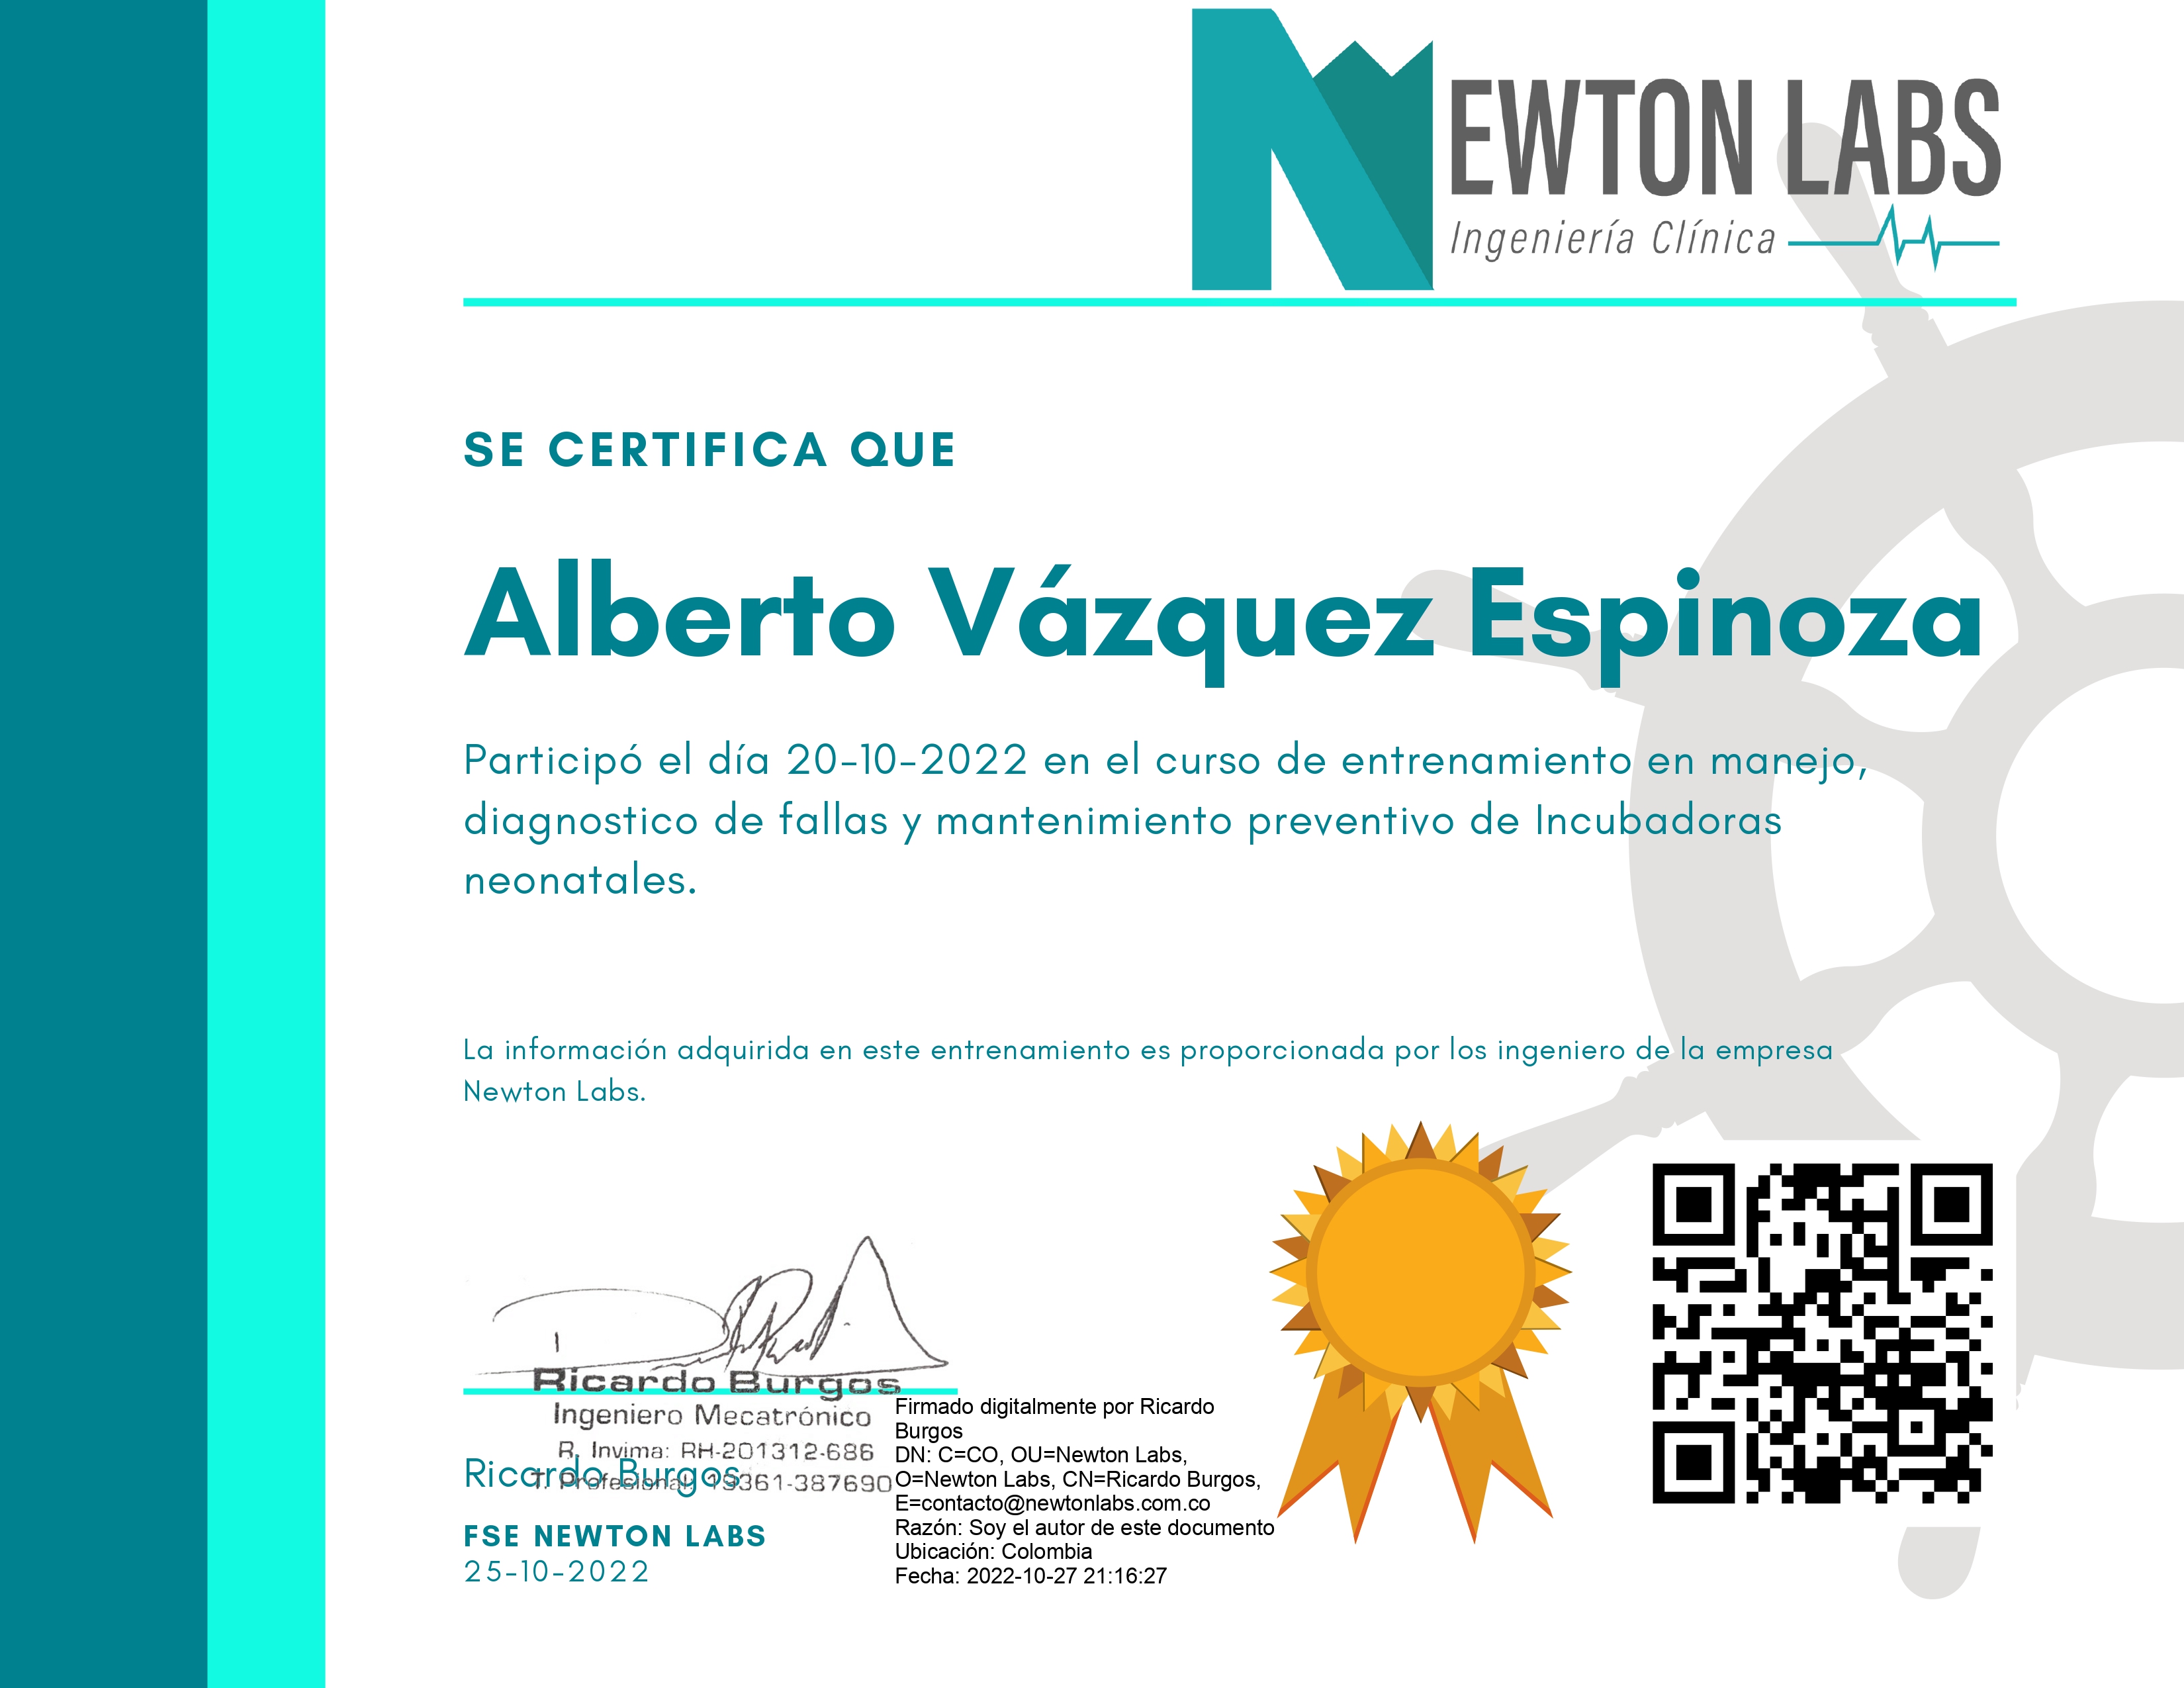 NEWTON LABS
Ingeniería Clínica
SE CERTIFICA QUE
Alberto Vázquez Espinoza
Participó el día 20-10-2022 en el curso de entrenamiento en manejo,
diagnostico de fallas y mantenimiento preventivo de Incubadoras
neonatales.
La información adquirida en este entrenamiento es proporcionada por los ingeniero de la empresa
Newton Labs.
Ricardo Burgos
Ingeniero Mecatrónico
R. Invima: RH-201312-686
T. Profesional: 19361-387690
Ricardo Burgos
FSE NEWTON LABS
25-10-2022
Firmado digitalmente por Ricardo
Burgos
DN: C=CO, OU=Newton Labs,
O=Newton Labs, CN=Ricardo Burgos,
E=contacto@newtonlabs.com.co
Razón: Soy el autor de este documento
Ubicación: Colombia
Fecha: 2022-10-27 21:16:27